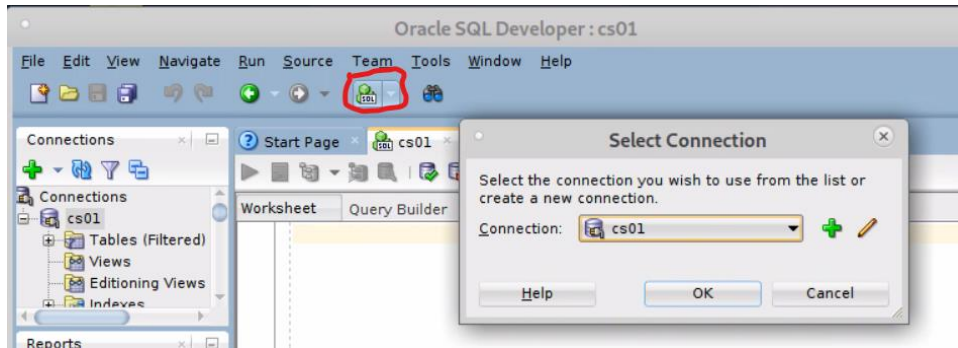 Oracle SQL Developer : cs01
File Edit View Navigate Run Source Team Tools Window Help
SQL
Connections
Start Page
cs01
Connections
cs01
Tables (Filtered)
Views
Editioning Views
Indexes
Reports
Worksheet Query Builder
Select Connection
Select the connection you wish to use from the list or
create a new connection.
Connection: cs01
Help OK Cancel